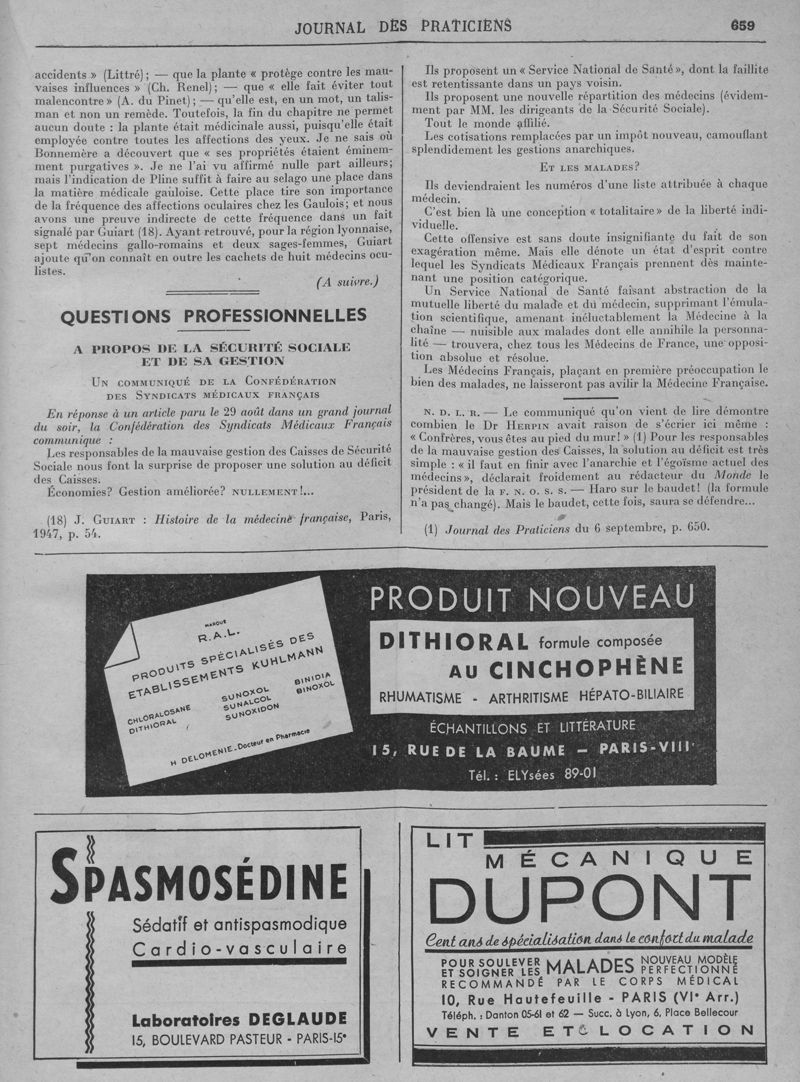 JOURNAL DES PRATICIENS
659
accidents » (Littré) ; — que la plante « protège contre les mau-
vaises influences » (Ch. Renel) ; — que « elle fait éviter tout
malencontre » (A. du Pinet) ; — qu'elle est, en un mot, un talis-
man et non un remède. Toutefois, la fin du chapitre ne permet
aucun doute : la plante était médicinale aussi, puisqu'elle était
employée contre toutes les affections des yeux. Je ne sais où
Bonnemère a découvert que « ses propriétés étaient éminem-
ment purgatives ». Je ne l'ai vu affirmé nulle part ailleurs;
mais l'indication de Pline suffit à faire au selago une place dans
la matière médicale gauloise. Cette place tire son importance
de la fréquence des affections oculaires chez les Gaulois; et nous
avons une preuve indirecte de cette fréquence dans un fait
signalé par Guiart (18). Ayant retrouvé, pour la région lyonnaise,
sept médecins gallo-romains et deux sages-femmes, Guiart
ajoute qu'on connaît en outre les cachets de huit médecins ocu-
listes.
(A suivre.)
QUESTIONS PROFESSIONNELLES
A PROPOS DE LA SÉCURITÉ SOCIALE
ET DE SA GESTION
UN COMMUNIQUÉ DE LA CONFÉDÉRATION
DES SYNDICATS MÉDICAUX FRANÇAIS
En réponse à un article paru le 29 août dans un grand journal
du soir, la Confédération des Syndicats Médicaux Français
communique :
Les responsables de la mauvaise gestion des Caisses de Sécurité
Sociale nous font la surprise de proposer une solution au déficit
des Caisses.
Économies? Gestion améliorée? NULLEMENT!...
(18) J. GUIART : Histoire de la médecine française, Paris,
1947, p. 54.
Ils proposent un « Service National de Santé », dont la faillite
est retentissante dans un pays voisin.
Ils proposent une nouvelle répartition des médecins (évidem-
ment par MM. les dirigeants de la Sécurité Sociale).
Tout le monde affilié.
Les cotisations remplacées par un impôt nouveau, camouflant
splendidement les gestions anarchiques.
ET LES MALADES?
Ils deviendraient les numéros d'une liste attribuée à chaque
médecin.
C'est bien là une conception « totalitaire » de la liberté indi-
viduelle.
Cette offensive est sans doute insignifiante du fait de son
exagération même. Mais elle dénote un état d'esprit contre
lequel les Syndicats Médicaux Français prennent dès mainte-
nant une position catégorique.
Un Service National de Santé faisant abstraction de la
mutuelle liberté du malade et du médecin, supprimant l'émula-
tion scientifique, amenant inéluctablement la Médecine à la
chaîne — nuisible aux malades dont elle annihile la personna-
lité — trouvera, chez tous les Médecins de France, une opposi-
tion absolue et résolue.
Les Médecins Français, plaçant en première préoccupation le
bien des malades, ne laisseront pas avilir la Médecine Française.
N. D. L. R. — Le communiqué qu'on vient de lire démontre
combien le Dr HERPIN avait raison de s'écrier ici même :
« Confrères, vous êtes au pied du mur! » (1) Pour les responsables
de la mauvaise gestion des Caisses, la solution au déficit est très
simple : « il faut en finir avec l'anarchie et l'égoïsme actuel des
médecins », déclarait froidement au rédacteur du Monde le
président de la F. N. O. S. S. — Haro sur le baudet! (la formule
n'a pas changé). Mais le baudet, cette fois, saura se défendre...
(1) Journal des Praticiens du 6 septembre, p. 650.
MARQUE
R.A.L.
PRODUITS SPÉCIALISÉS DES
ETABLISSEMENTS KUHLMANN
CHLORALOSANE
DITHIORAL
SUNOXOL
SUNALCOL
SUNOXIDON
BINIDIA
BINOXOL
H DELOMENIE_Docteur en Pharmacie
PRODUIT NOUVEAU
DITHIORAL formule composée
AU CINCHOPHÈNE
RHUMATISME - ARTHRITISME HÉPATO-BILIAIRE
ÉCHANTILLONS ET LITTÉRATURE
15, RUE DE LA BAUME — PARIS-VIIIe
Tél. : ELYsées 89-01
SPASMOSÉDINE
Sédatif et antispasmodique
Cardio-vasculaire
Laboratoires DEGLAUDE
15, BOULEVARD PASTEUR - PARIS-15e
LIT
MÉCANIQUE
DUPONT
Cent ans de spécialisation dans le confort du malade
POUR SOULEVER
ET SOIGNER LES
MALADES
NOUVEAU MODÈLE
PERFECTIONNÉ
RECOMMANDÉ PAR LE CORPS MÉDICAL
10, Rue Hautefeuille - PARIS (VIe Arr.)
Téléph. : Danton 05-61 et 62 — Succ. à Lyon, 6, Place Bellecour
VENTE ET LOCATION